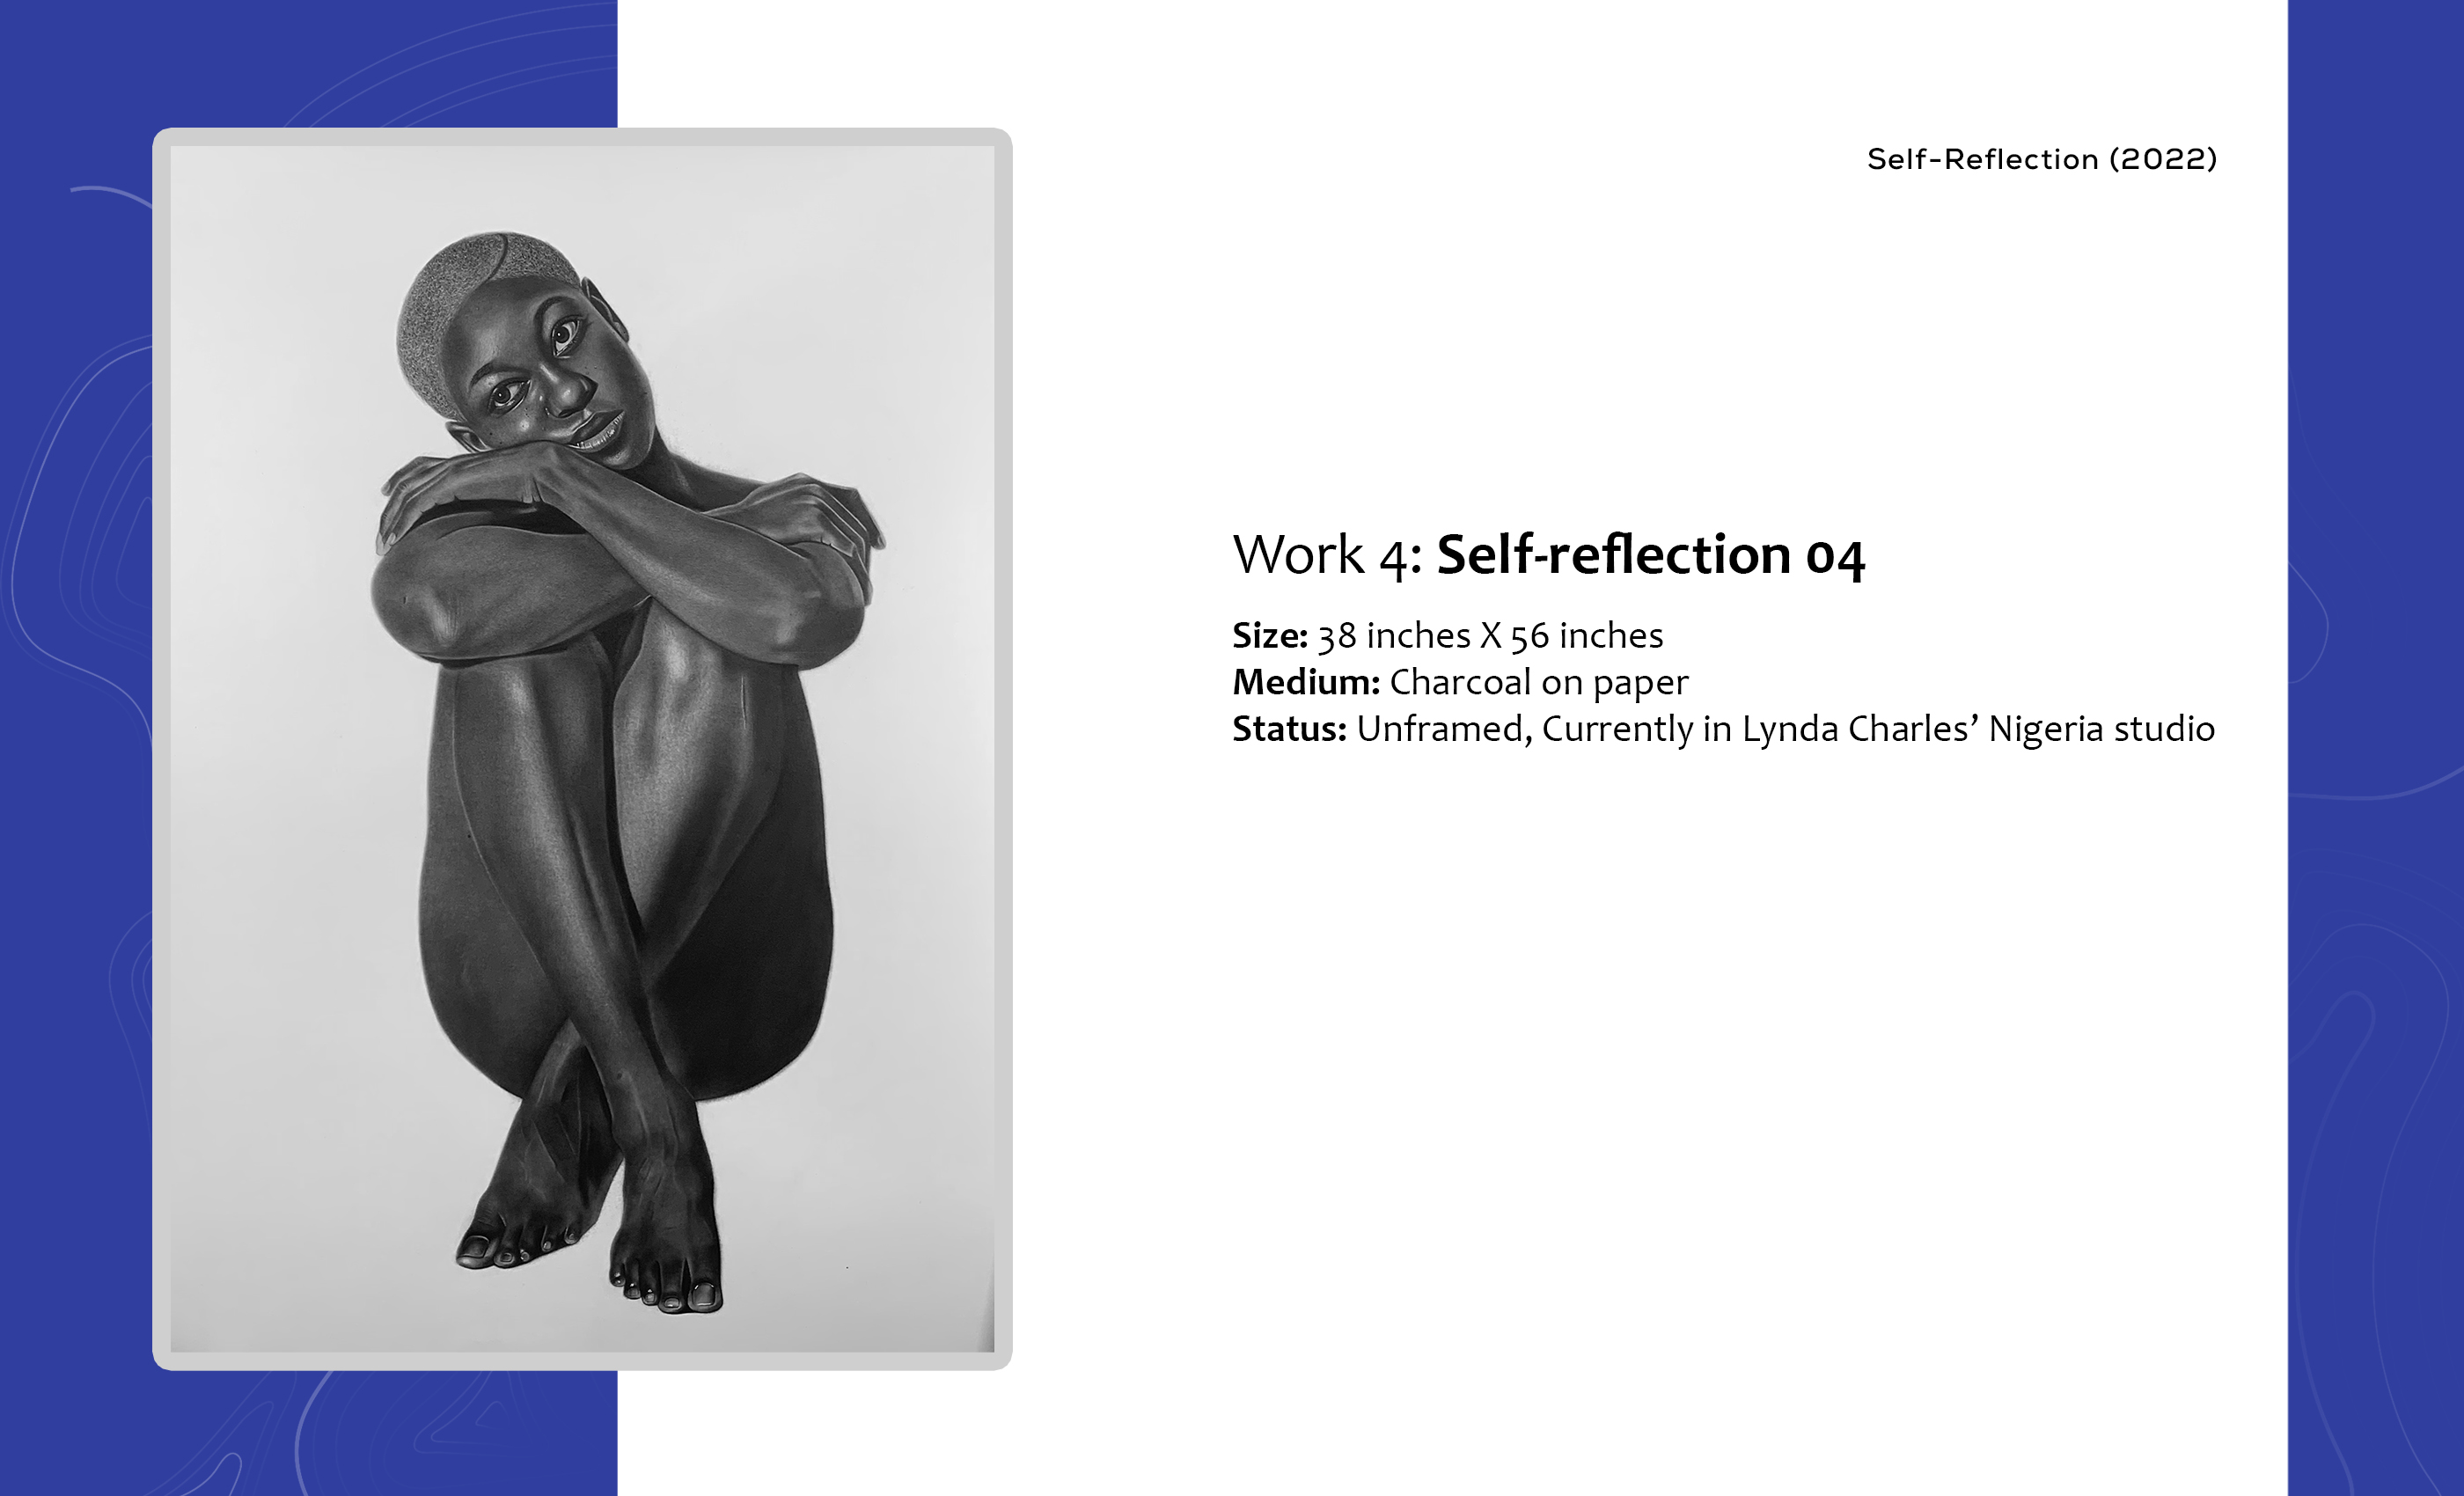 Self-Reflection (2022)
Work 4: Self-reflection 04
Size: 38 inches X 56 inches
Medium: Charcoal on paper
Status: Unframed, Currently in Lynda Charles’ Nigeria studio